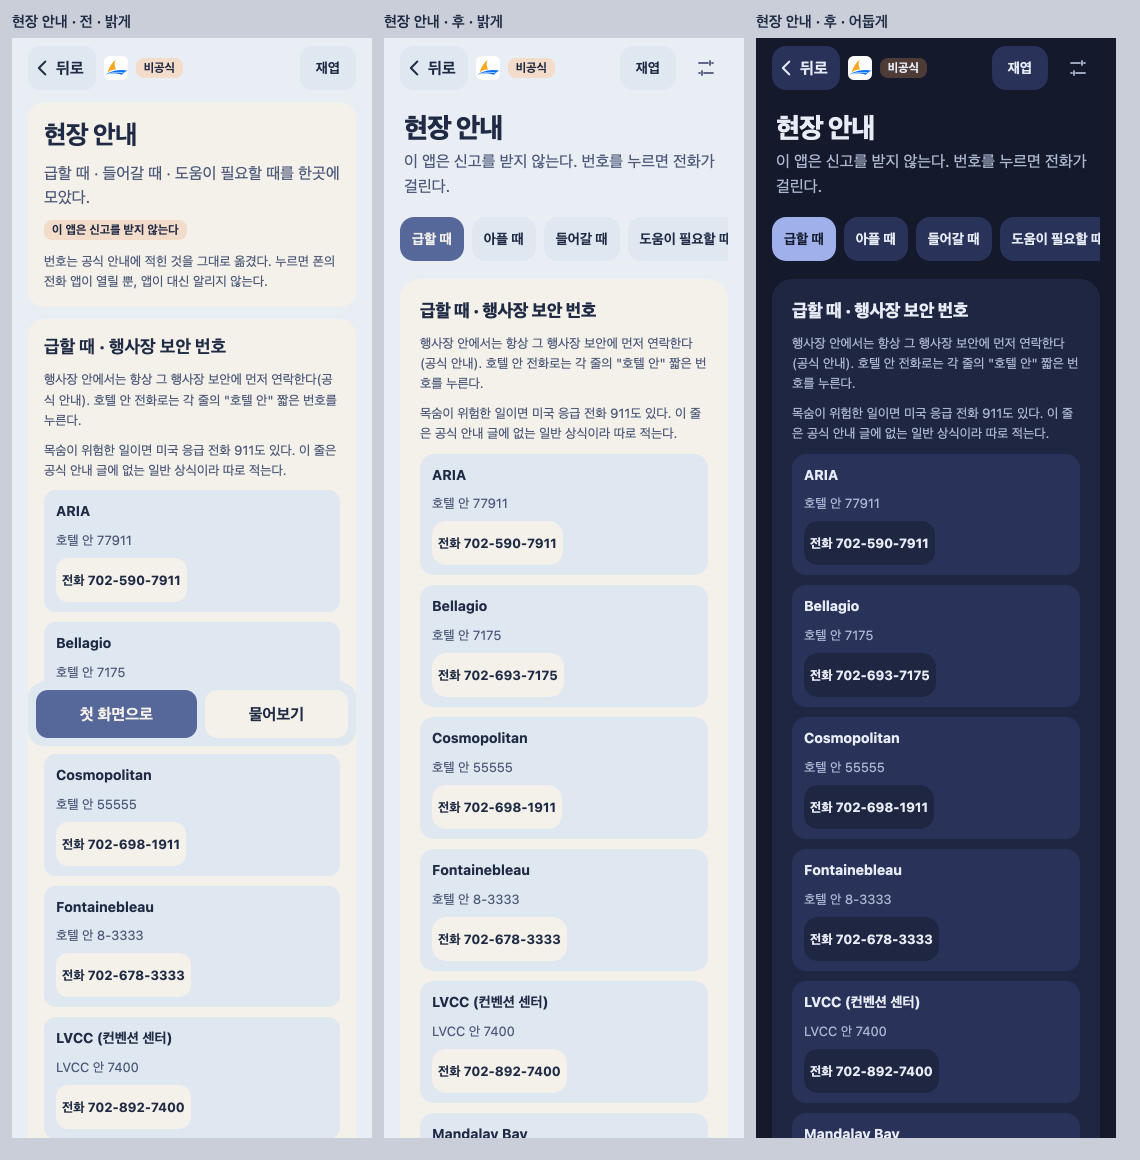 현장 안내 · 전 · 밝게
뒤로
비공식
재엽
현장 안내
급할 때 · 들어갈 때 · 도움이 필요할 때를 한곳에
모았다.
이 앱은 신고를 받지 않는다
번호는 공식 안내에 적힌 것을 그대로 옮겼다. 누르면 폰의
전화 앱이 열릴 뿐, 앱이 대신 알리지 않는다.
급할 때 · 행사장 보안 번호
행사장 안에서는 항상 그 행사장 보안에 먼저 연락한다(공
식 안내). 호텔 안 전화로는 각 줄의 "호텔 안" 짧은 번호를
누른다.
목숨이 위험한 일이면 미국 응급 전화 911도 있다. 이 줄은
공식 안내 글에 없는 일반 상식이라 따로 적는다.
ARIA
호텔 안 77911
전화 702-590-7911
Bellagio
호텔 안 7175
첫 화면으로
물어보기
Cosmopolitan
호텔 안 55555
전화 702-698-1911
Fontainebleau
호텔 안 8-3333
전화 702-678-3333
LVCC (컨벤션 센터)
LVCC 안 7400
전화 702-892-7400
현장 안내 · 후 · 밝게
뒤로
비공식
재엽
현장 안내
이 앱은 신고를 받지 않는다. 번호를 누르면 전화가
걸린다.
급할 때
아플 때
들어갈 때
도움이 필요할 때
급할 때 · 행사장 보안 번호
행사장 안에서는 항상 그 행사장 보안에 먼저 연락한다
(공식 안내). 호텔 안 전화로는 각 줄의 "호텔 안" 짧은 번
호를 누른다.
목숨이 위험한 일이면 미국 응급 전화 911도 있다. 이 줄
은 공식 안내 글에 없는 일반 상식이라 따로 적는다.
ARIA
호텔 안 77911
전화 702-590-7911
Bellagio
호텔 안 7175
전화 702-693-7175
Cosmopolitan
호텔 안 55555
전화 702-698-1911
Fontainebleau
호텔 안 8-3333
전화 702-678-3333
LVCC (컨벤션 센터)
LVCC 안 7400
전화 702-892-7400
Mandalay Bay
현장 안내 · 후 · 어둡게
뒤로
비공식
재엽
현장 안내
이 앱은 신고를 받지 않는다. 번호를 누르면 전화가
걸린다.
급할 때
아플 때
들어갈 때
도움이 필요할 때
급할 때 · 행사장 보안 번호
행사장 안에서는 항상 그 행사장 보안에 먼저 연락한다
(공식 안내). 호텔 안 전화로는 각 줄의 "호텔 안" 짧은 번
호를 누른다.
목숨이 위험한 일이면 미국 응급 전화 911도 있다. 이 줄
은 공식 안내 글에 없는 일반 상식이라 따로 적는다.
ARIA
호텔 안 77911
전화 702-590-7911
Bellagio
호텔 안 7175
전화 702-693-7175
Cosmopolitan
호텔 안 55555
전화 702-698-1911
Fontainebleau
호텔 안 8-3333
전화 702-678-3333
LVCC (컨벤션 센터)
LVCC 안 7400
전화 702-892-7400
Mandalay Bay